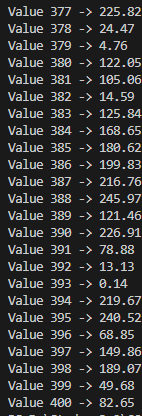 Value 377 -> 225.82
Value 378 -> 24.47
Value 379 -> 4.76
Value 380 -> 122.05
Value 381 -> 105.06
Value 382 -> 14.59
Value 383 -> 125.84
Value 384 -> 168.65
Value 385 -> 180.62
Value 386 -> 199.83
Value 387 -> 216.76
Value 388 -> 245.97
Value 389 -> 121.46
Value 390 -> 226.91
Value 391 -> 78.88
Value 392 -> 13.13
Value 393 -> 0.14
Value 394 -> 219.67
Value 395 -> 240.52
Value 396 -> 68.85
Value 397 -> 149.86
Value 398 -> 189.07
Value 399 -> 49.68
Value 400 -> 82.65